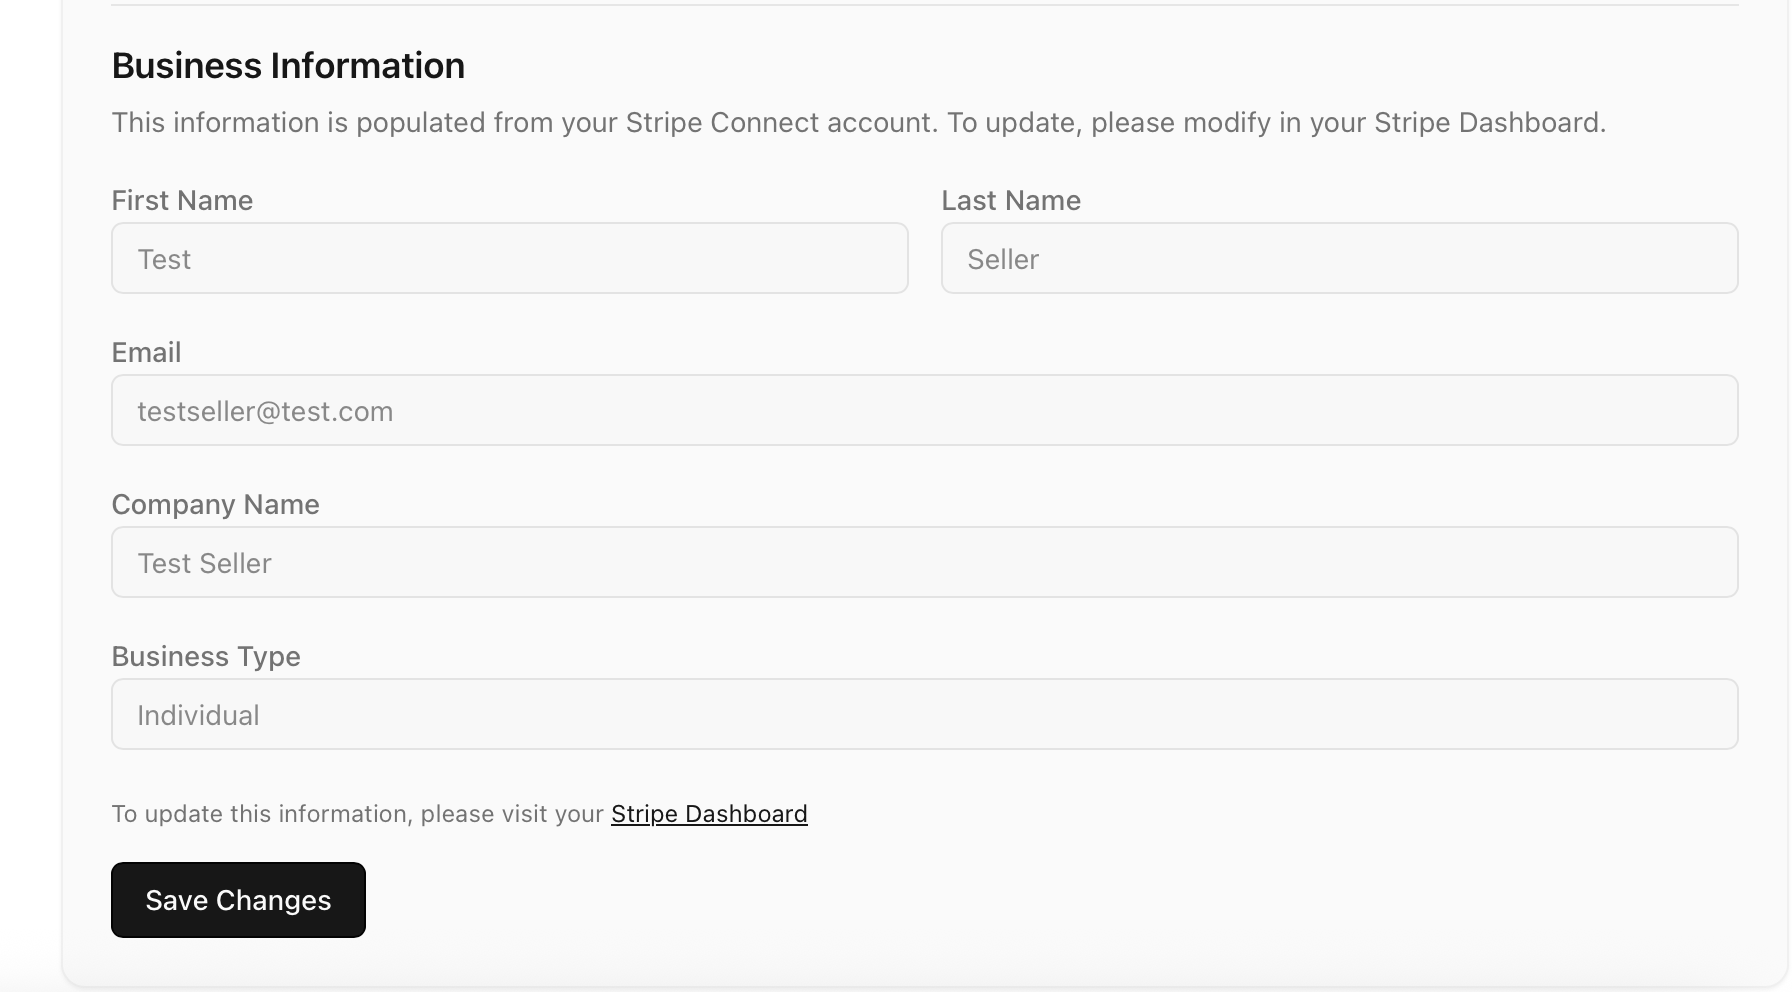 Business Information
This information is populated from your Stripe Connect account. To update, please modify in your Stripe Dashboard.
First Name
Last Name
Test
Seller
Email
testseller@test.com
Company Name
Test Seller
Business Type
Individual
To update this information, please visit your Stripe Dashboard
Save Changes